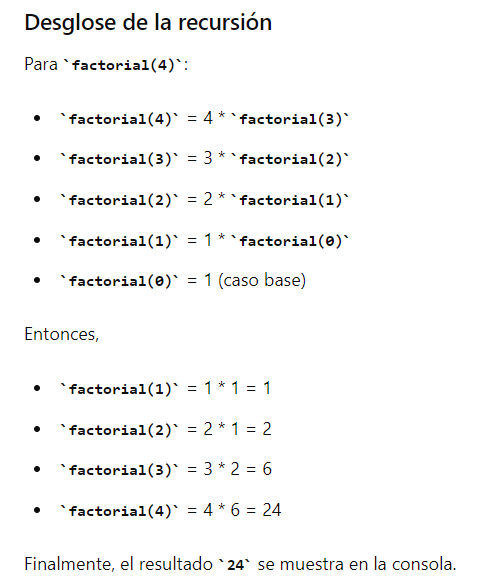 Desglose de la recursión
Para `factorial(4)`:
• `factorial(4)` = 4 * `factorial(3)`
• `factorial(3)` = 3 * `factorial(2)`
• `factorial(2)` = 2 * `factorial(1)`
• `factorial(1)` = 1 * `factorial(0)`
• `factorial(0)` = 1 (caso base)
Entonces,
• `factorial(1)` = 1 * 1 = 1
• `factorial(2)` = 2 * 1 = 2
• `factorial(3)` = 3 * 2 = 6
• `factorial(4)` = 4 * 6 = 24
Finalmente, el resultado `24` se muestra en la consola.